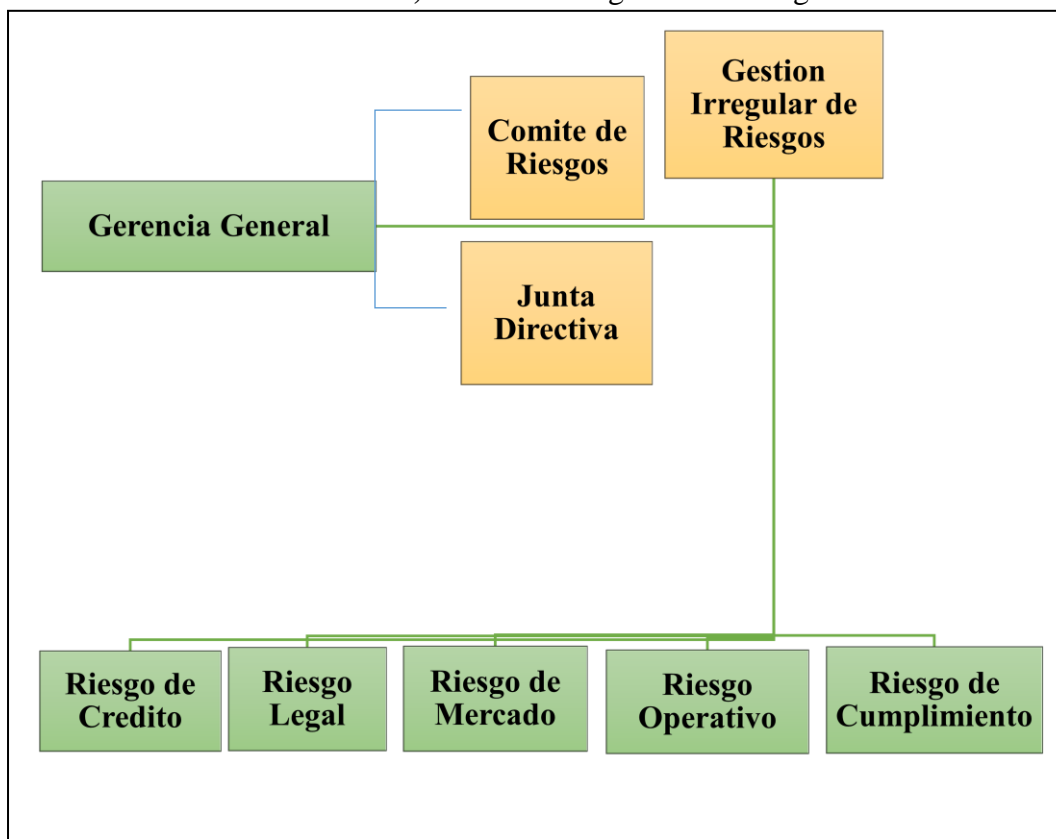 Gestion
Irregular de
Riesgos
Comite de
Riesgos
Gerencia General
Junta
Directiva
Riesgo de
Credito
Riesgo
Legal
Riesgo de
Mercado
Riesgo
Operativo
Riesgo de
Cumplimiento